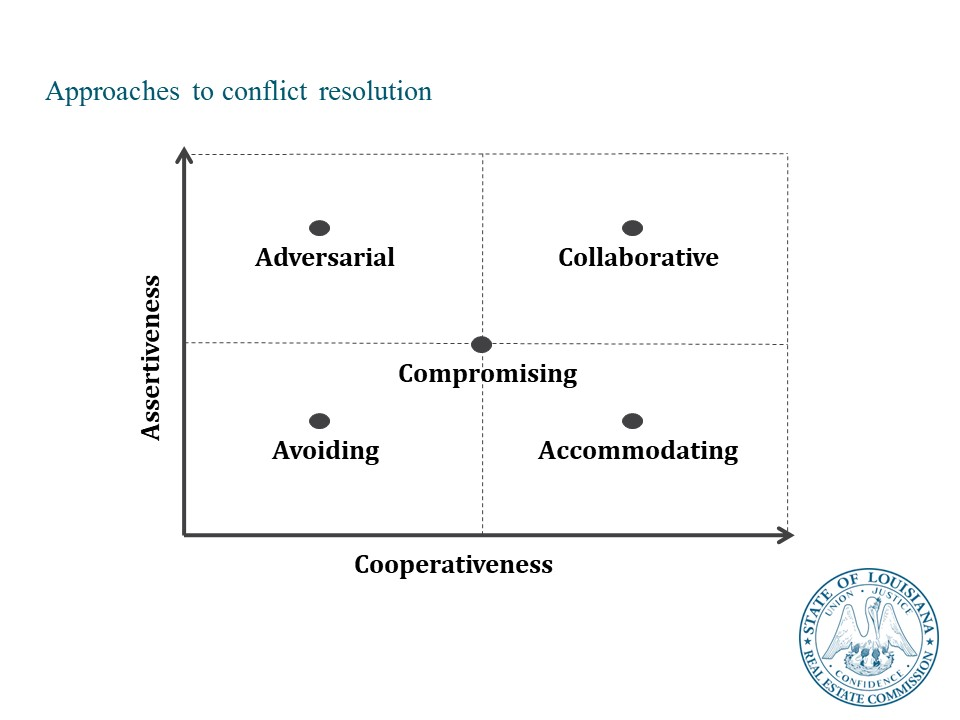 Approaches to conflict resolution
Adversarial
Collaborative
Assertiveness
Compromising
Avoiding
Accommodating
Cooperativeness
STATE OF LOUISIANA
UNION · JUSTICE
CONFIDENCE
REAL ESTATE COMMISSION